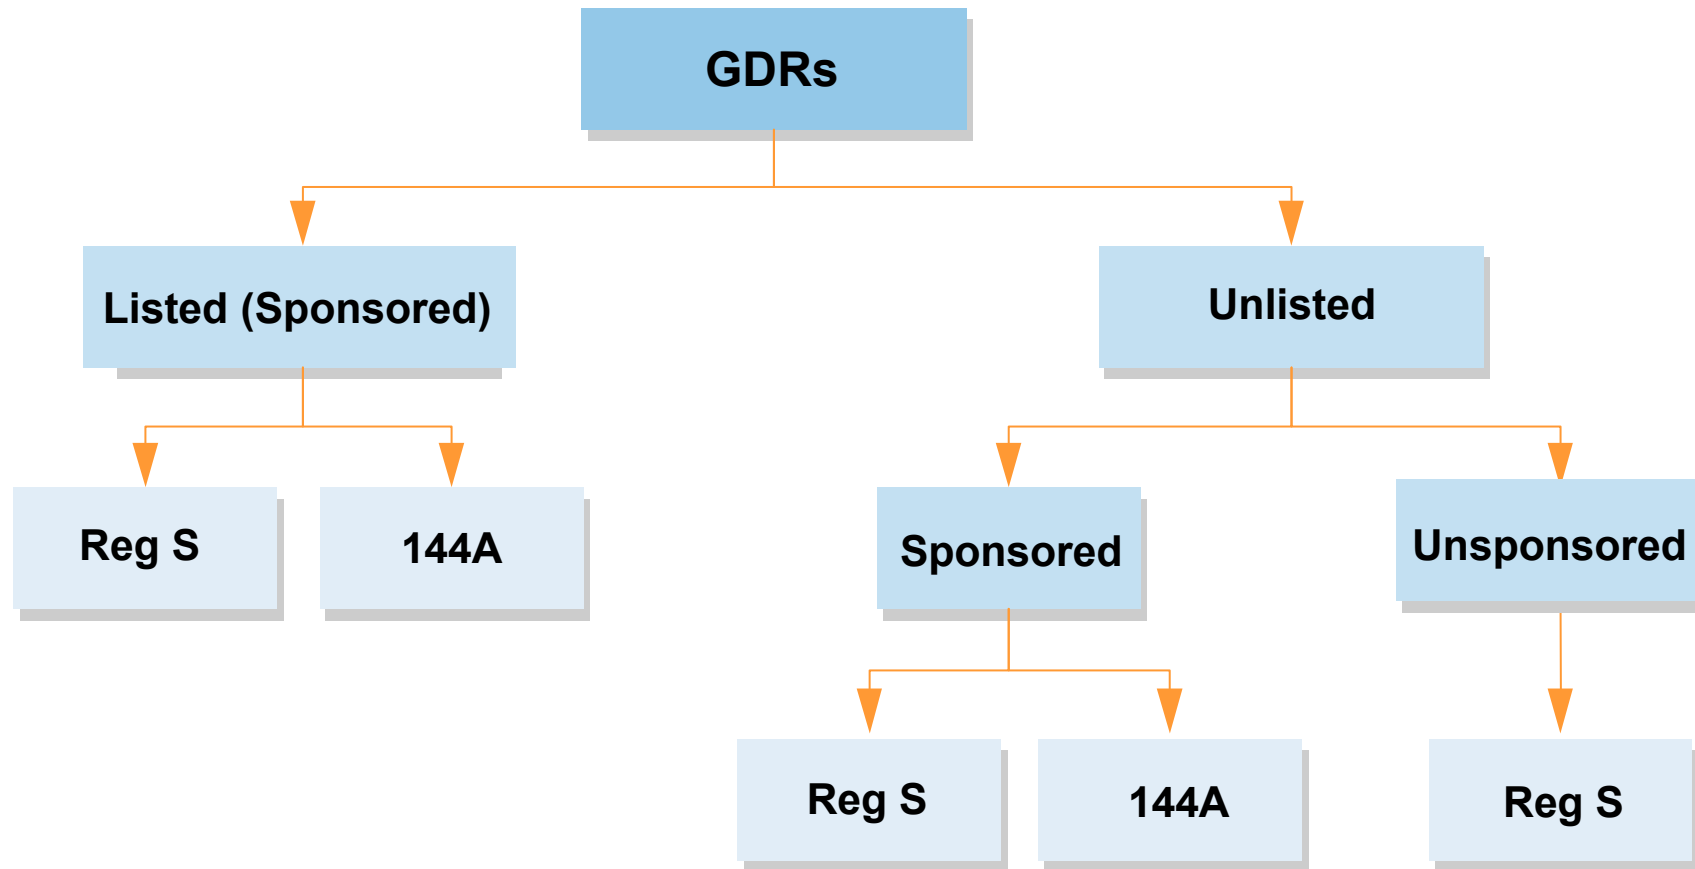 GDRs
Listed (Sponsored)
Unlisted
Reg S
144A
Sponsored
Unsponsored
Reg S
144A
Reg S